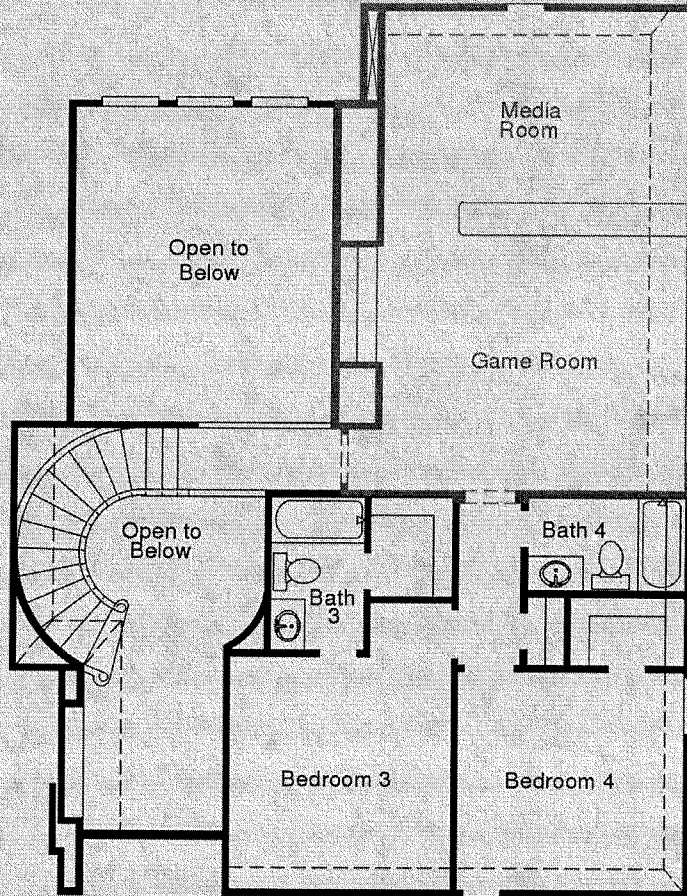 Media
Room
Open to
Below
Game Room
Open to
Below
Bath 4
Bath
3
Bedroom 3
Bedroom 4